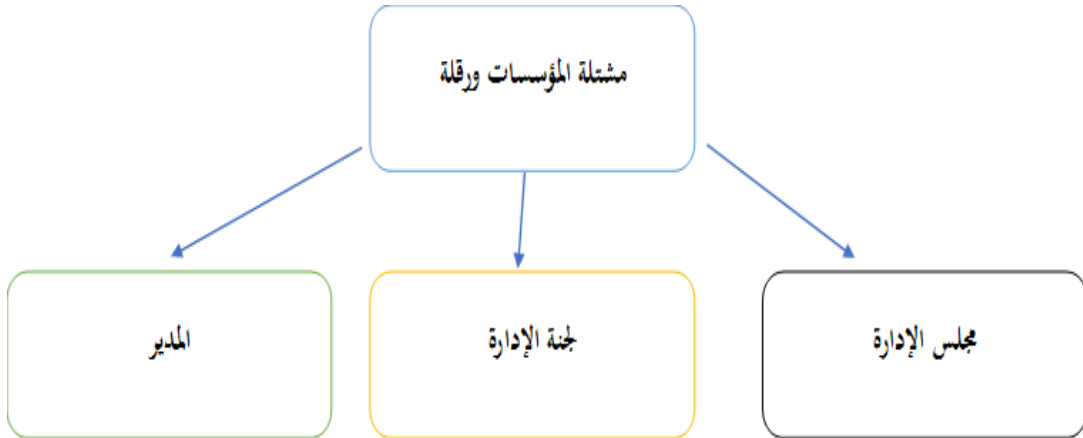 مشتلة المؤسسات ورقلة
مجلس الإدارة
لجنة الإدارة
المدير